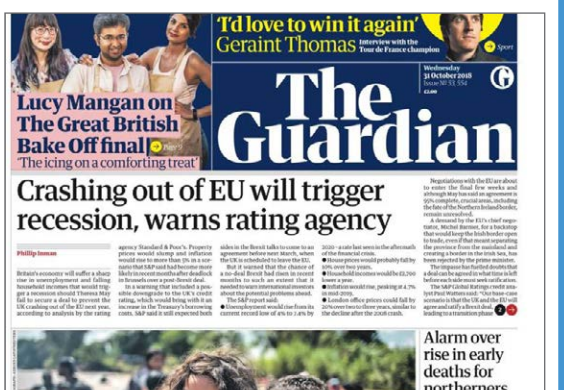 'I'd love to win it again'
Geraint Thomas Interview with the
Tour de France champion
Sport
Lucy Mangan on
The Great British
Bake Off final
'The icing on a comforting treat'
Wednesday
31 October 2018
Issue № 53,554
£2.00
The
Guardian
Crashing out of EU will trigger
recession, warns rating agency
Phillip Inman
Britain's economy will suffer a sharp
rise in unemployment and falling
household incomes that would trig-
ger a recession should Theresa May
fail to secure a deal to prevent the
UK crashing out of the EU next year,
according to analysis by the rating
agency Standard & Poor's. Property
prices would slump and inflation
would rise to more than 5% in a sce-
nario that S&P said had become more
likely in recent months after deadlock
in Brussels over a post-Brexit deal.
In a warning that included a pos-
sible downgrade to the UK's credit
rating, which would bring with it an
increase in the Treasury's borrowing
costs, S&P said it still expected both
sides in the Brexit talks to come to an
agreement before next March, when
the UK is scheduled to leave the EU.
But it warned that the chance of
a no-deal Brexit had risen in recent
months to such an extent that it
needed to warn international investors
about the potential problems ahead.
The S&P report said:
● Unemployment would rise from its
current record low of 4% to 7.4% by
2020 – a rate last seen in the aftermath
of the financial crisis.
● House prices would probably fall by
10% over two years.
● Household incomes would be £2,700
lower a year.
● Inflation would rise, peaking at 4.7%
in mid-2019.
● London office prices could fall by
20% over two to three years, similar to
the decline after the 2008 crash.
Negotiations with the EU are about
to enter the final few weeks and
although May has said an agreement is
95% complete, crucial areas, including
the fate of the Northern Ireland border,
remain unresolved.
A demand by the EU's chief nego-
tiator, Michel Barnier, for a backstop
that would keep the Irish border open
to trade, even if that meant separating
the province from the mainland and
creating a border in the Irish Sea, has
been rejected by the prime minister.
The impasse has fuelled doubts that
a deal can be agreed in what time is left
before each side must seek ratification.
The S&P Global Ratings credit ana-
lyst Paul Watters said: "Our base-case
scenario is that the UK and the EU will
agree and ratify a Brexit deal,
leading to a transition phase
2
Alarm over
rise in early
deaths for
northerners